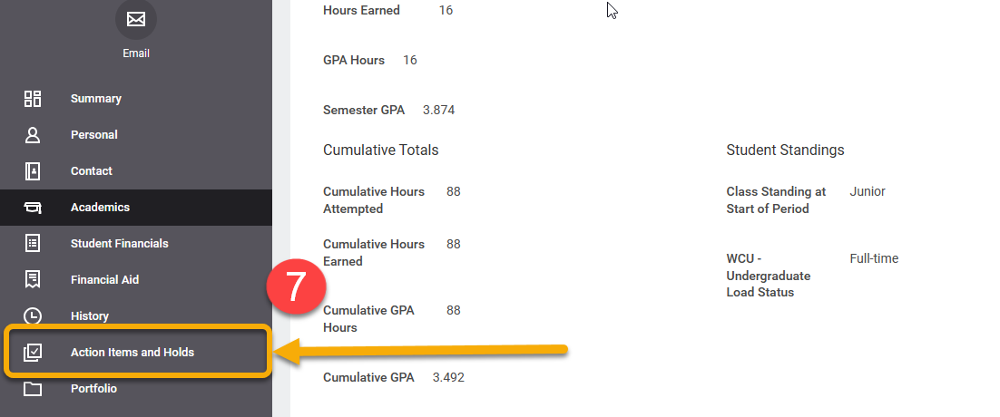 Email
Summary
Personal
Contact
Academics
Student Financials
Financial Aid
History
Action Items and Holds
Portfolio
7
Hours Earned 16
GPA Hours 16
Semester GPA 3.874
Cumulative Totals
Cumulative Hours 88
Attempted
Cumulative Hours 88
Earned
Cumulative GPA 88
Hours
Cumulative GPA 3.492
Student Standings
Class Standing at Junior
Start of Period
WCU - Full-time
Undergraduate
Load Status